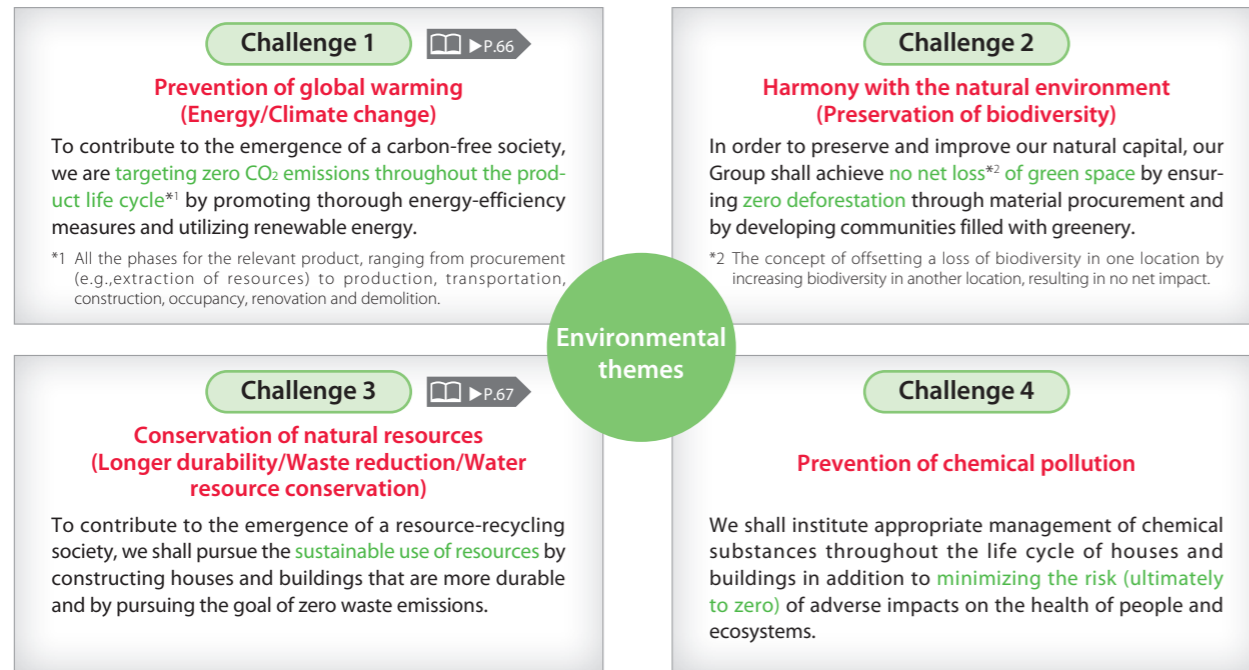 Challenge 1
▶P.66
Prevention of global warming
(Energy/Climate change)
To contribute to the emergence of a carbon-free society,
we are targeting zero CO₂ emissions throughout the prod-
uct life cycle*1 by promoting thorough energy-efficiency
measures and utilizing renewable energy.
*1 All the phases for the relevant product, ranging from procurement
(e.g.,extraction of resources) to production, transportation,
construction, occupancy, renovation and demolition.
Challenge 2
Harmony with the natural environment
(Preservation of biodiversity)
In order to preserve and improve our natural capital, our
Group shall achieve no net loss*2 of green space by ensur-
ing zero deforestation through material procurement and
by developing communities filled with greenery.
*2 The concept of offsetting a loss of biodiversity in one location by
increasing biodiversity in another location, resulting in no net impact.
Environmental
themes
Challenge 3
▶P.67
Conservation of natural resources
(Longer durability/Waste reduction/Water
resource conservation)
To contribute to the emergence of a resource-recycling
society, we shall pursue the sustainable use of resources by
constructing houses and buildings that are more durable
and by pursuing the goal of zero waste emissions.
Challenge 4
Prevention of chemical pollution
We shall institute appropriate management of chemical
substances throughout the life cycle of houses and
buildings in addition to minimizing the risk (ultimately
to zero) of adverse impacts on the health of people and
ecosystems.